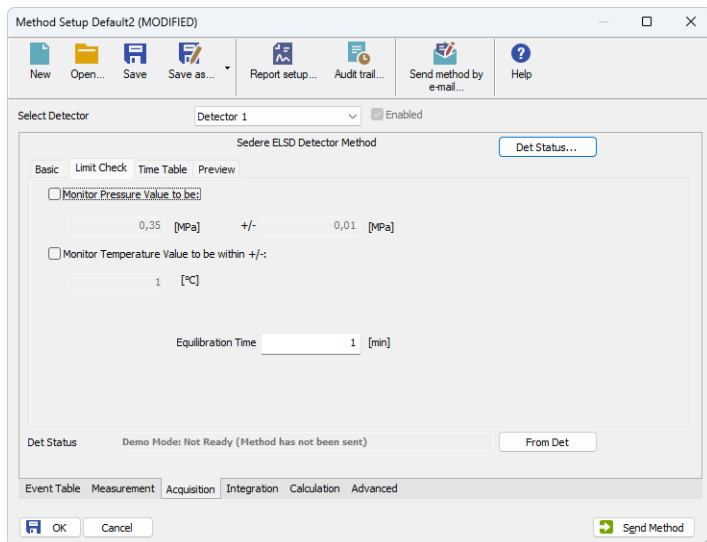 Method Setup Default2 (MODIFIED)
New Open... Save Save as... Report setup... Audit trail... Send method by e-mail... Help
Select Detector Detector 1 Enabled
Sedere ELSD Detector Method Det Status...
Basic Limit Check Time Table Preview
Monitor Pressure Value to be:
0,35 [MPa] +/- 0,01 [MPa]
Monitor Temperature Value to be within +/-:
1 [°C]
Equilibration Time 1 [min]
Det Status Demo Mode: Not Ready (Method has not been sent) From Det
Event Table Measurement Acquisition Integration Calculation Advanced
OK Cancel Send Method